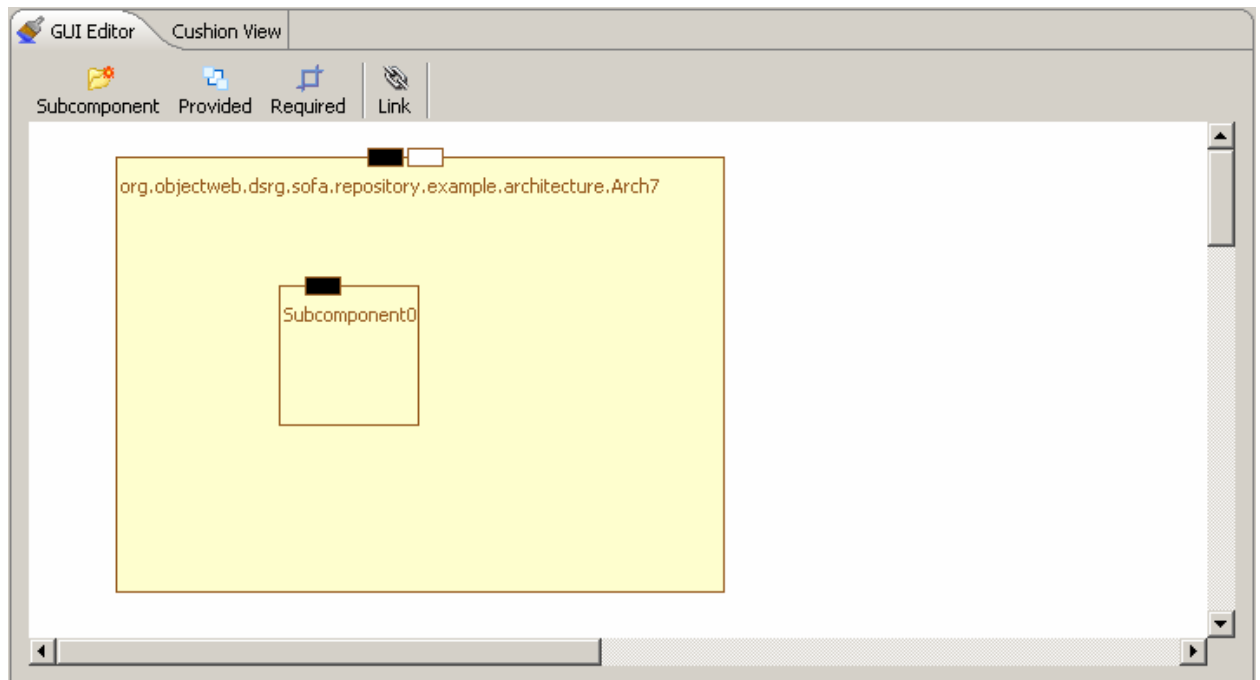 GUI Editor Cushion View
Subcomponent Provided Required Link
org.objectweb.dsrg.sofa.repository.example.architecture.Arch7
Subcomponent0